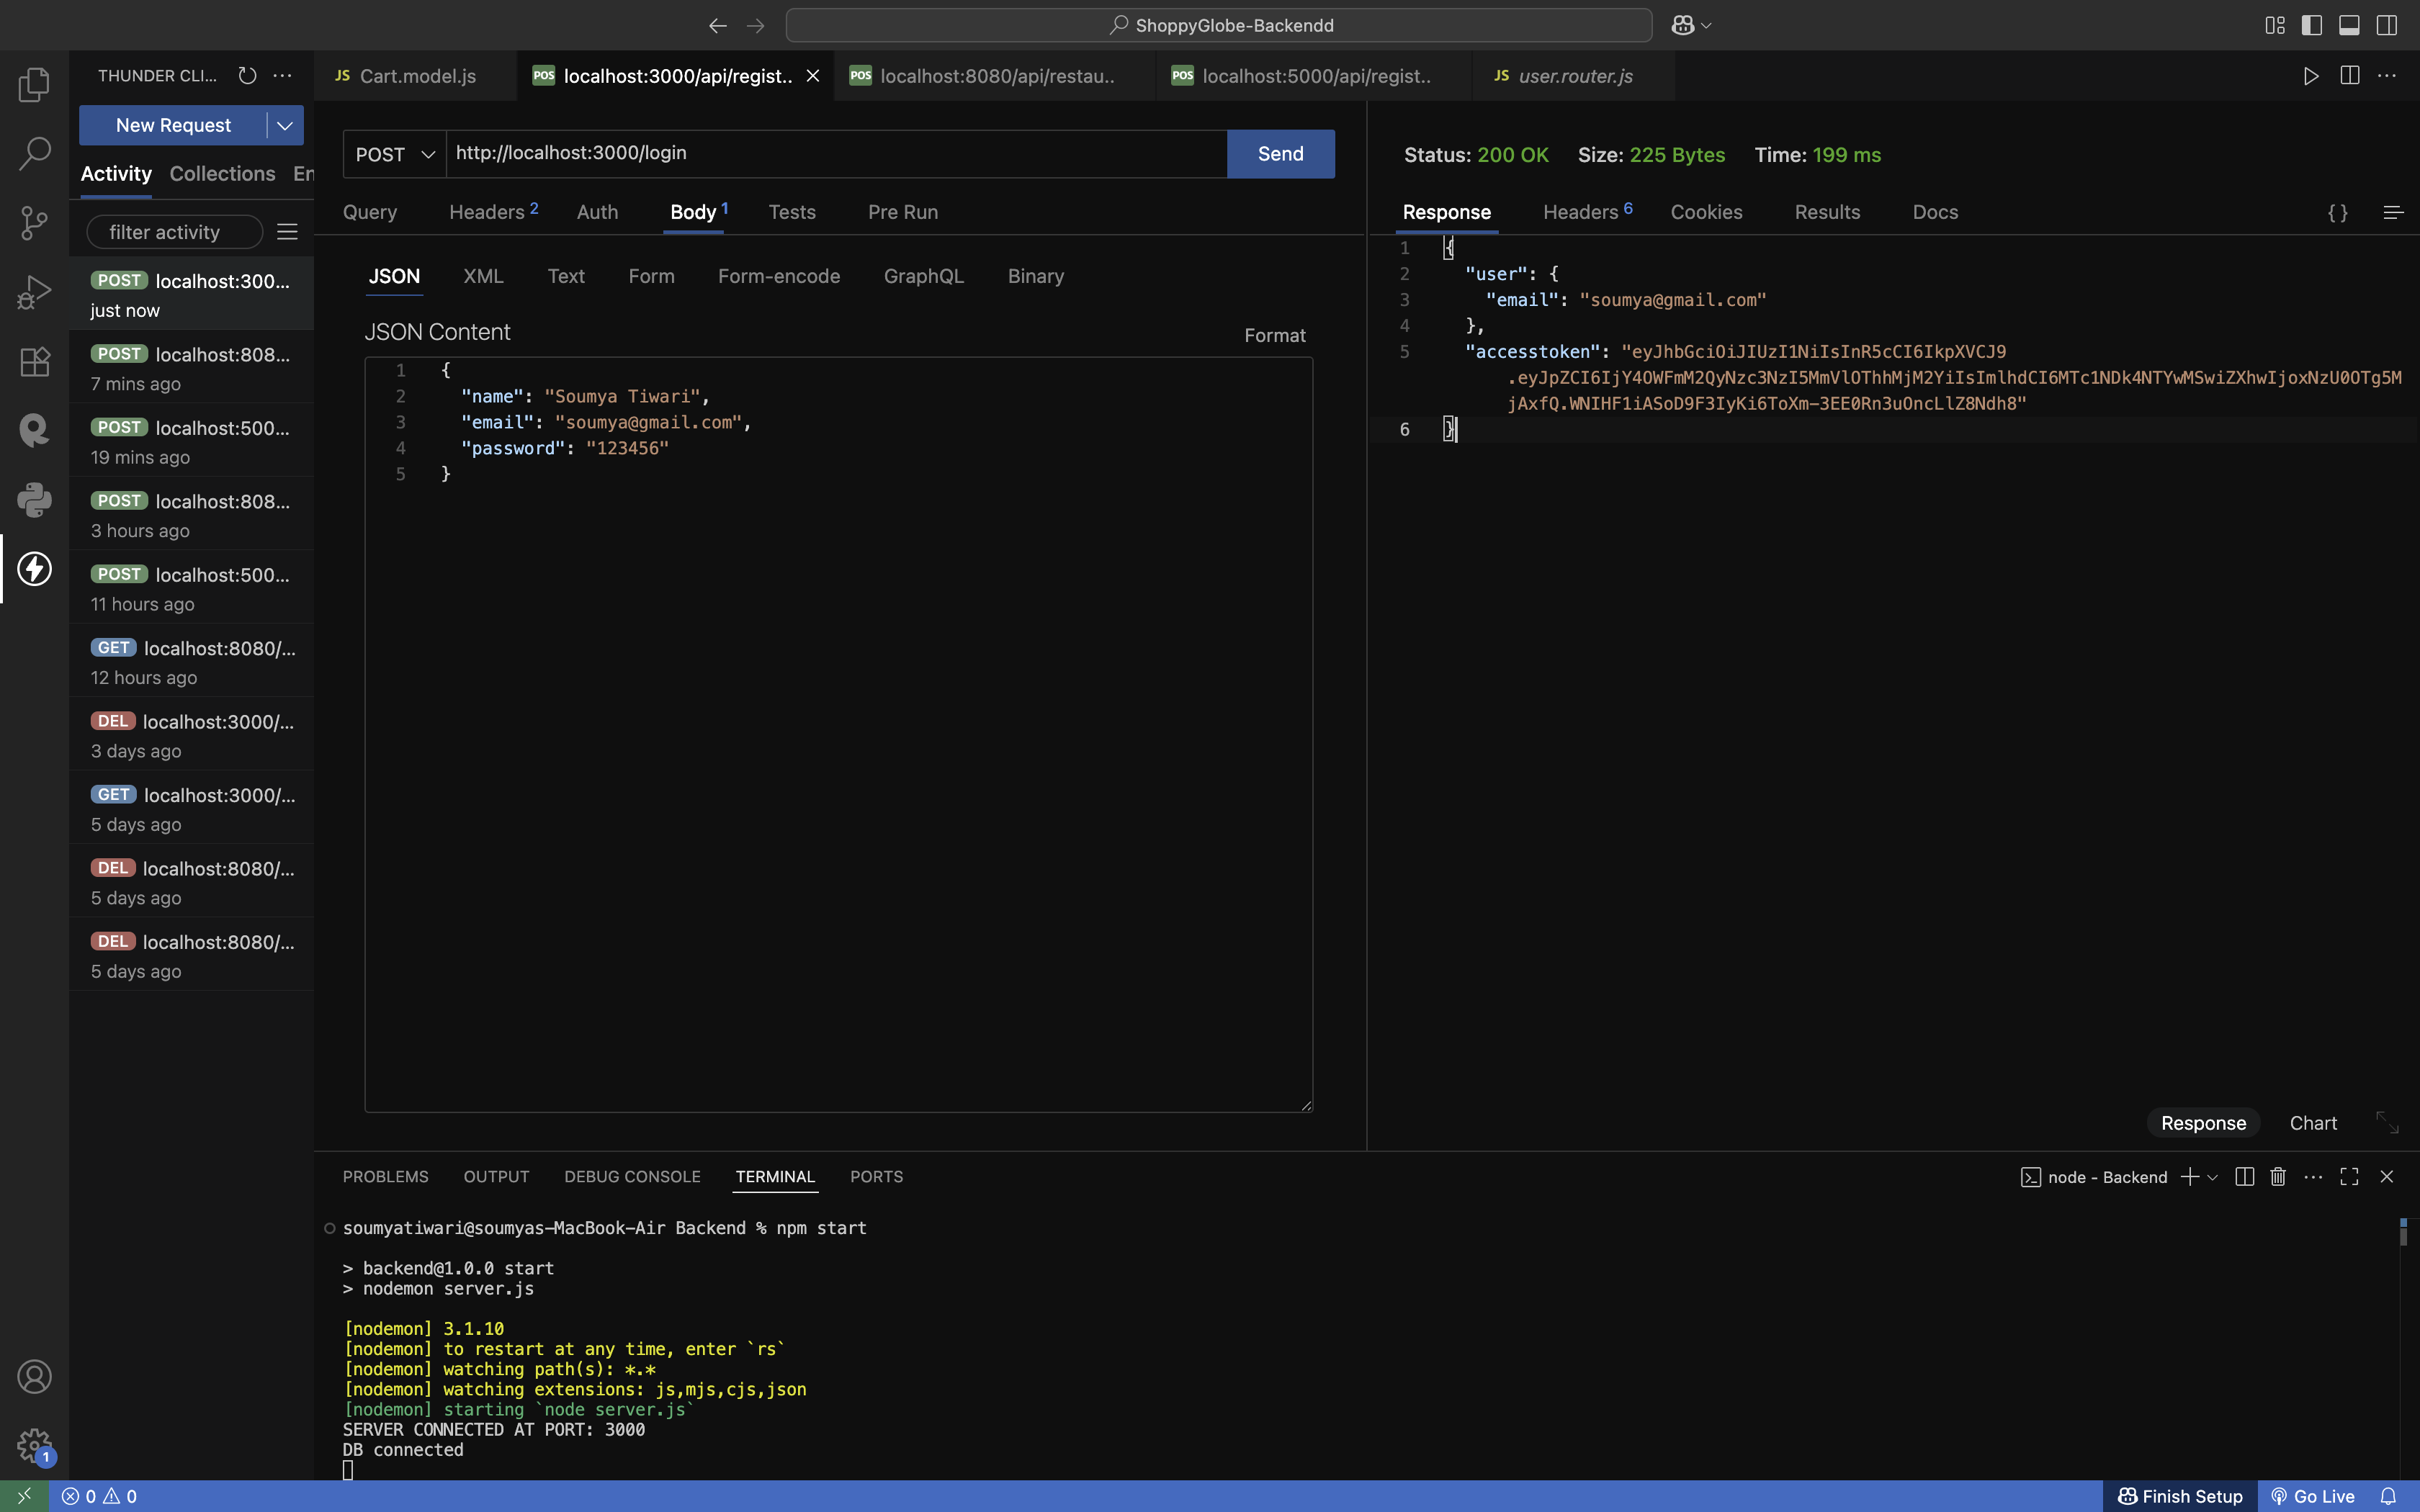 ShoppyGlobe-Backendd
THUNDER CLI...
JS Cart.model.js
POS localhost:3000/api/regist..
POS localhost:8080/api/restau..
POS localhost:5000/api/regist..
JS user.router.js
New Request
Activity Collections En
filter activity
POST localhost:300...
just now
POST localhost:808...
7 mins ago
POST localhost:500...
19 mins ago
POST localhost:808...
3 hours ago
POST localhost:500...
11 hours ago
GET localhost:8080/...
12 hours ago
DEL localhost:3000/...
3 days ago
GET localhost:3000/...
5 days ago
DEL localhost:8080/...
5 days ago
DEL localhost:8080/...
5 days ago
POST http://localhost:3000/login Send
Query Headers 2 Auth Body 1 Tests Pre Run
JSON XML Text Form Form-encode GraphQL Binary
JSON Content
Format
1 {
2 "name": "Soumya Tiwari",
3 "email": "soumya@gmail.com",
4 "password": "123456"
5 }
Status: 200 OK Size: 225 Bytes Time: 199 ms
Response Headers 6 Cookies Results Docs
{ }
1 {
2 "user": {
3 "email": "soumya@gmail.com"
4 },
5 "accesstoken": "eyJhbGciOiJIUzI1NiIsInR5cCI6IkpXVCJ9
.eyJpZCI6IjY4OWFmM2QyNzc3NzI5MmVlOThhMjM2YiIsImlhdCI6MTc1NDk4NTYwMSwiZXhwIjoxNzU0OTg5M
jAxfQ.WNIHF1iASoD9F3IyKi6ToXm-3EE0Rn3uOncLlZ8Ndh8"
6 }
Response Chart
PROBLEMS OUTPUT DEBUG CONSOLE TERMINAL PORTS
node - Backend
soumyatiwari@soumyas-MacBook-Air Backend % npm start
> backend@1.0.0 start
> nodemon server.js
[nodemon] 3.1.10
[nodemon] to restart at any time, enter `rs`
[nodemon] watching path(s): *.*
[nodemon] watching extensions: js,mjs,cjs,json
[nodemon] starting `node server.js`
SERVER CONNECTED AT PORT: 3000
DB connected
1
0 0
Finish Setup
Go Live